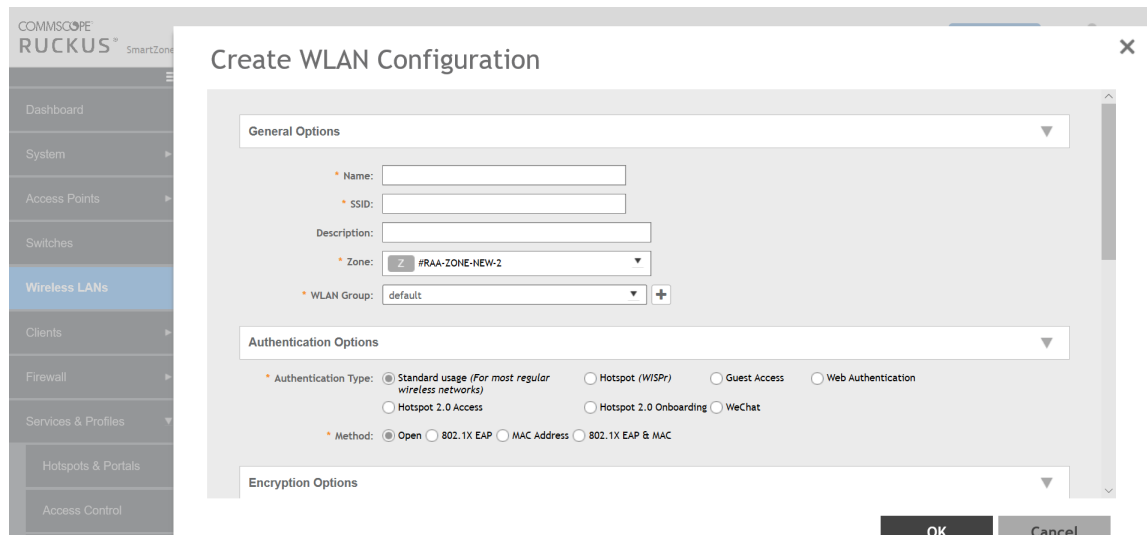 COMMSCOPE
RUCKUS® SmartZone
Create WLAN Configuration
Dashboard
System
Access Points
Switches
Wireless LANs
Clients
Firewall
Services & Profiles
Hotspots & Portals
Access Control
General Options
* Name:
* SSID:
Description:
* Zone: Z #RAA-ZONE-NEW-2
* WLAN Group: default
Authentication Options
* Authentication Type: Standard usage (For most regular wireless networks) Hotspot (WISPr) Guest Access Web Authentication
Hotspot 2.0 Access Hotspot 2.0 Onboarding WeChat
* Method: Open 802.1X EAP MAC Address 802.1X EAP & MAC
Encryption Options
OK Cancel